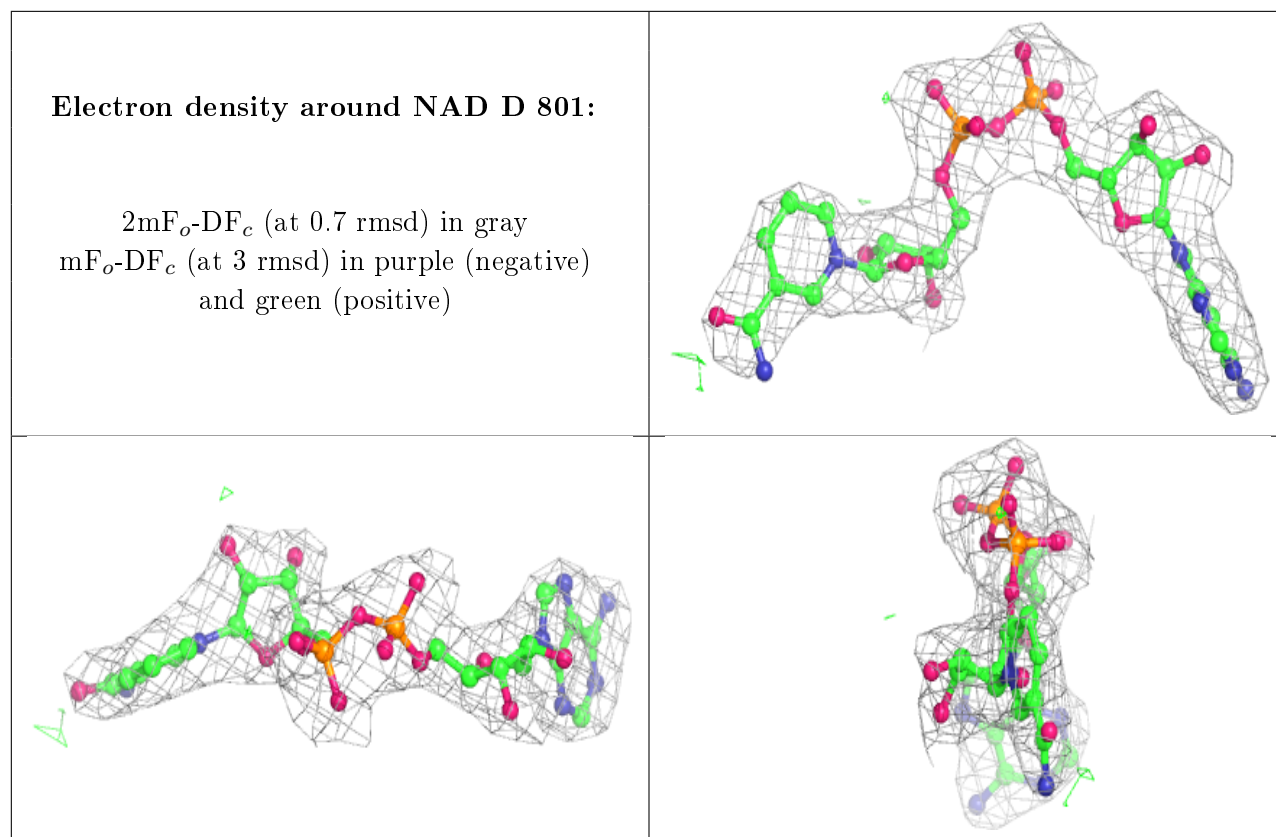 Electron density around NAD D 801:
2mFo-DFc (at 0.7 rmsd) in gray
mFo-DFc (at 3 rmsd) in purple (negative)
and green (positive)